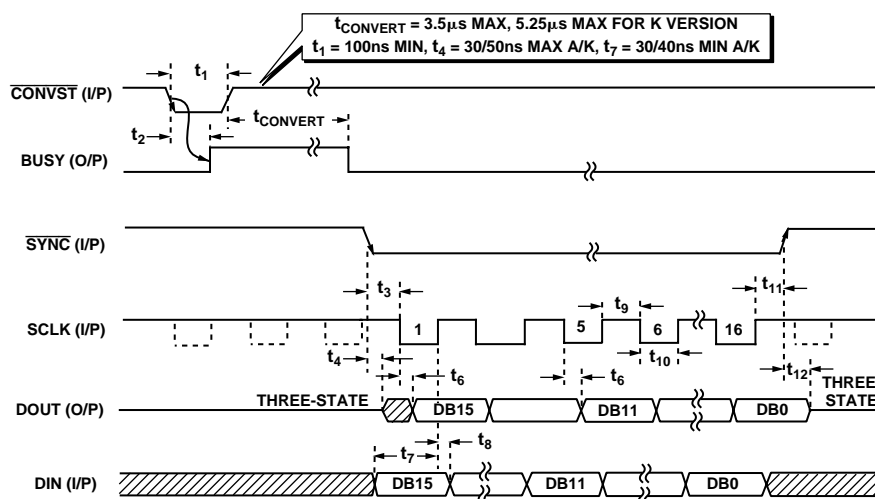 tCONVERT = 3.5µs MAX, 5.25µs MAX FOR K VERSION
t1 = 100ns MIN, t4 = 30/50ns MAX A/K, t7 = 30/40ns MIN A/K
t1
CONVST (I/P)
t2
tCONVERT
BUSY (O/P)
SYNC (I/P)
t3
t9
t11
SCLK (I/P)
1
5
6
16
t4
t6
t6
t10
t12
THREE-STATE
THREE-STATE
DOUT (O/P)
DB15
DB11
DB0
t7
t8
DIN (I/P)
DB15
DB11
DB0